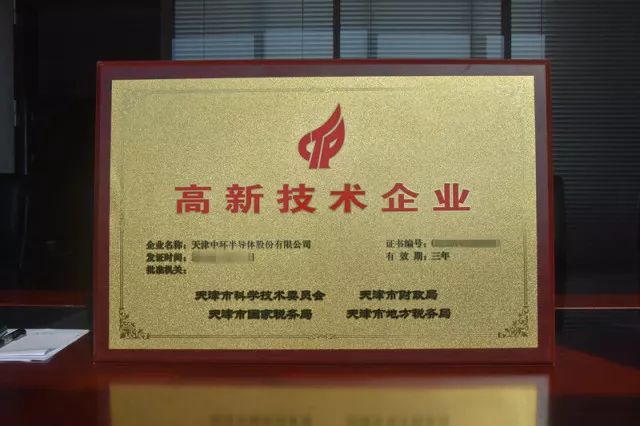 高新技术企业
企业名称：天津中环半导体股份有限公司 证书编号：
发证时间： 日 有效期：三年
批准机关：
天津市科学技术委员会 天津市财政局
天津市国家税务局 天津市地方税务局